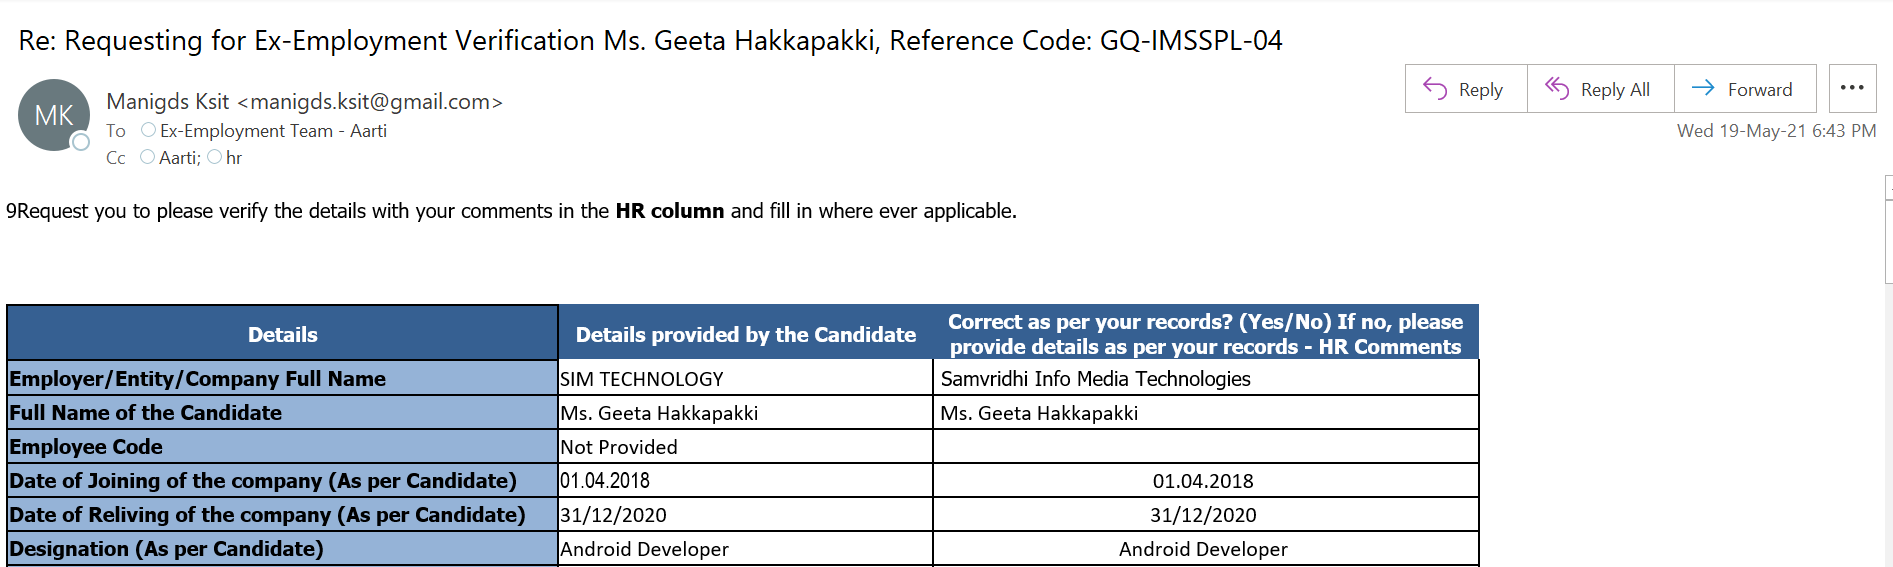 Re: Requesting for Ex-Employment Verification Ms. Geeta Hakkapakki, Reference Code: GQ-IMSSPL-04
MK
Manigds Ksit <manigds.ksit@gmail.com>
To Ex-Employment Team - Aarti
Cc Aarti; hr
Reply
Reply All
Forward
...
Wed 19-May-21 6:43 PM
9Request you to please verify the details with your comments in the HR column and fill in where ever applicable.
Details
Details provided by the Candidate
Correct as per your records? (Yes/No) If no, please
provide details as per your records - HR Comments
Employer/Entity/Company Full Name SIM TECHNOLOGY Samvridhi Info Media Technologies
Full Name of the Candidate Ms. Geeta Hakkapakki Ms. Geeta Hakkapakki
Employee Code Not Provided
Date of Joining of the company (As per Candidate) 01.04.2018 01.04.2018
Date of Reliving of the company (As per Candidate) 31/12/2020 31/12/2020
Designation (As per Candidate) Android Developer Android Developer